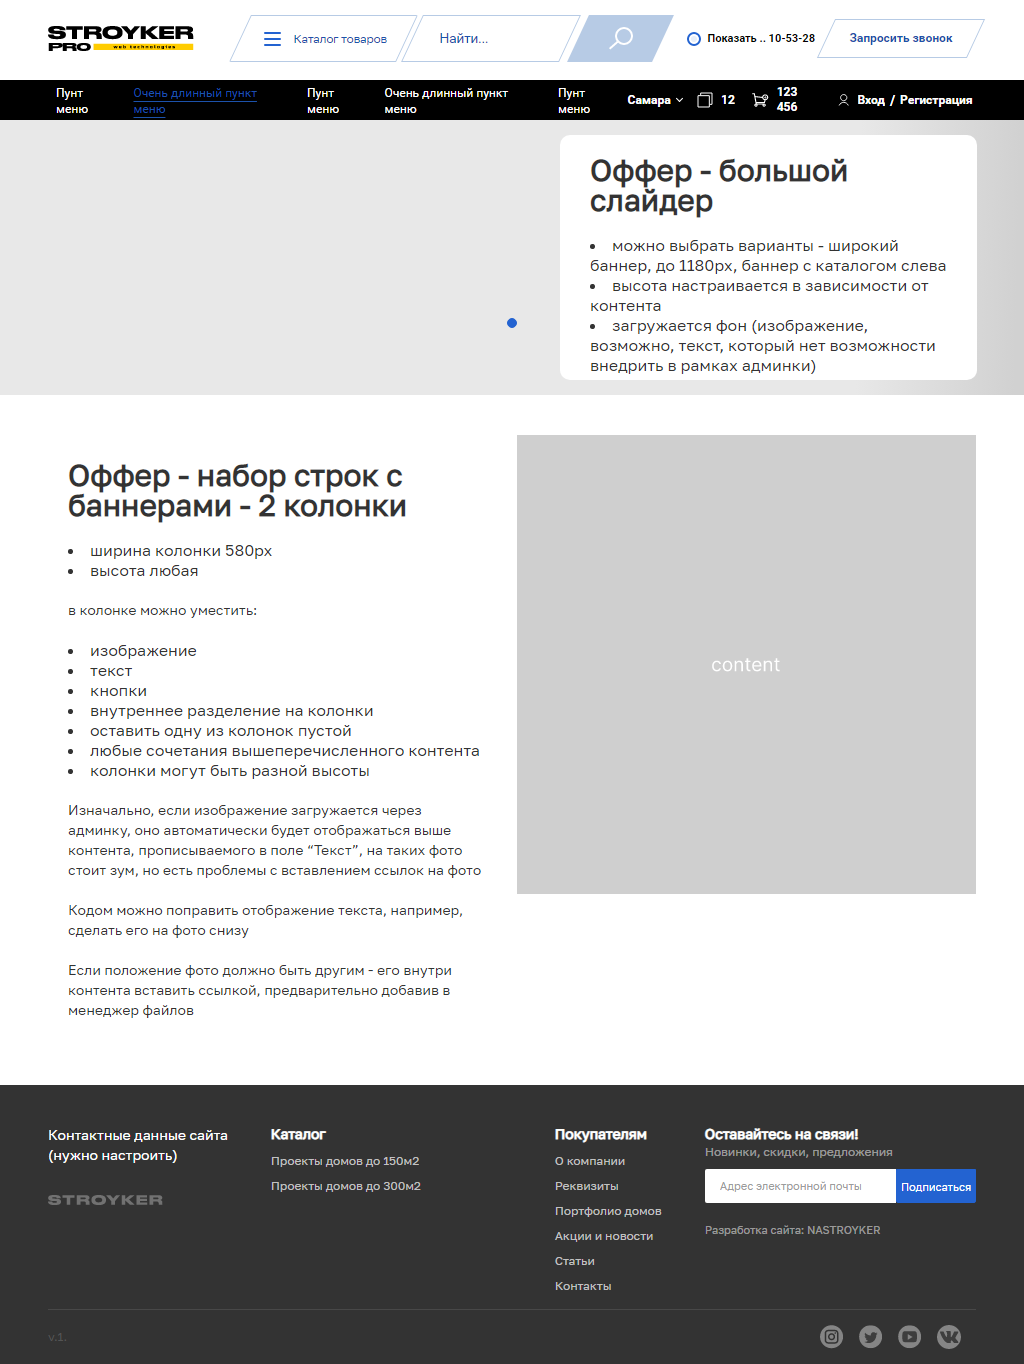 STROYKER
PRO web technologies
Каталог товаров
Найти...
Показать .. 10-53-28
Запросить звонок
Пунт меню
Очень длинный пункт меню
Пунт меню
Очень длинный пункт меню
Пунт меню
Самара
12
123 456
Вход / Регистрация
Оффер - большой
слайдер
можно выбрать варианты - широкий
баннер, до 1180px, баннер с каталогом слева
высота настраивается в зависимости от
контента
загружается фон (изображение,
возможно, текст, который нет возможности
внедрить в рамках админки)
Оффер - набор строк с
баннерами - 2 колонки
ширина колонки 580px
высота любая
в колонке можно уместить:
изображение
текст
кнопки
внутреннее разделение на колонки
оставить одну из колонок пустой
любые сочетания вышеперечисленного контента
колонки могут быть разной высоты
Изначально, если изображение загружается через
админку, оно автоматически будет отображаться выше
контента, прописываемого в поле “Текст”, на таких фото
стоит зум, но есть проблемы с вставлением ссылок на фото
Кодом можно поправить отображение текста, например,
сделать его на фото снизу
Если положение фото должно быть другим - его внутри
контента вставить ссылкой, предварительно добавив в
менеджер файлов
content
Контактные данные сайта
(нужно настроить)
STROYKER
Каталог
Проекты домов до 150м2
Проекты домов до 300м2
Покупателям
О компании
Реквизиты
Портфолио домов
Акции и новости
Статьи
Контакты
Оставайтесь на связи!
Новинки, скидки, предложения
Адрес электронной почты
Подписаться
Разработка сайта: NASTROYKER
v.1.